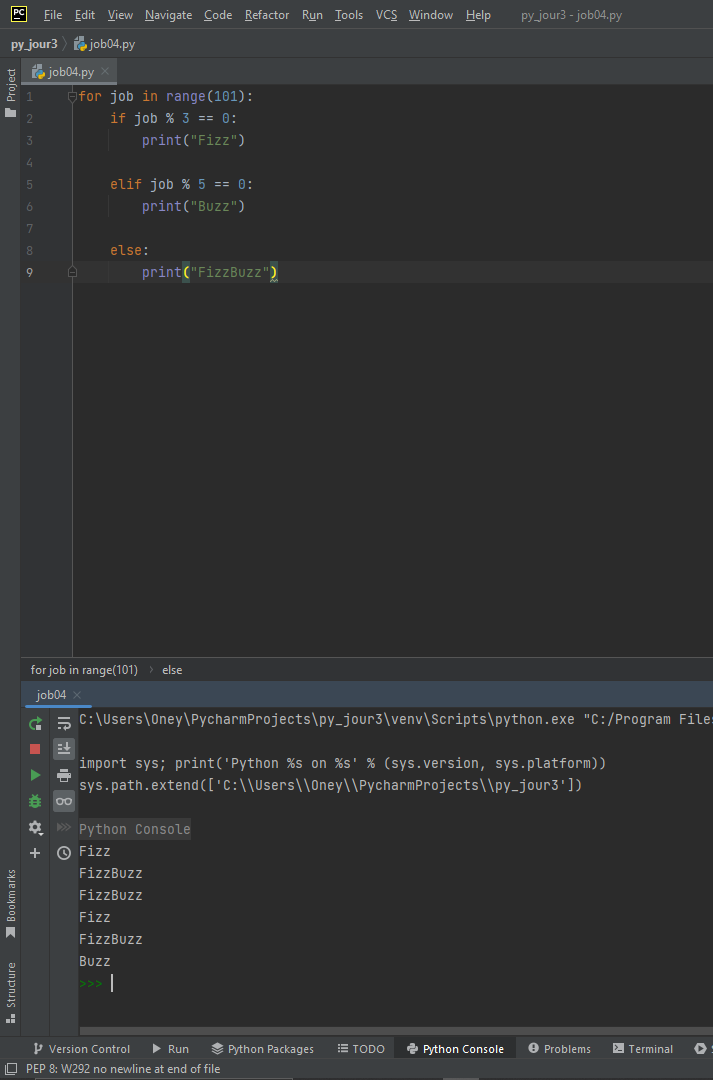 PC File Edit View Navigate Code Refactor Run Tools VCS Window Help py_jour3 - job04.py
py_jour3 job04.py
Project
job04.py
1 for job in range(101):
2 if job % 3 == 0:
3 print("Fizz")
4
5 elif job % 5 == 0:
6 print("Buzz")
7
8 else:
9 print("FizzBuzz")
for job in range(101) else
job04
C:\Users\Oney\PycharmProjects\py_jour3\venv\Scripts\python.exe "C:/Program Files
import sys; print('Python %s on %s' % (sys.version, sys.platform))
sys.path.extend(['C:\\Users\\Oney\\PycharmProjects\\py_jour3'])
Python Console
Fizz
FizzBuzz
FizzBuzz
Fizz
FizzBuzz
Buzz
>>>
Bookmarks
Structure
Version Control Run Python Packages TODO Python Console Problems Terminal
PEP 8: W292 no newline at end of file